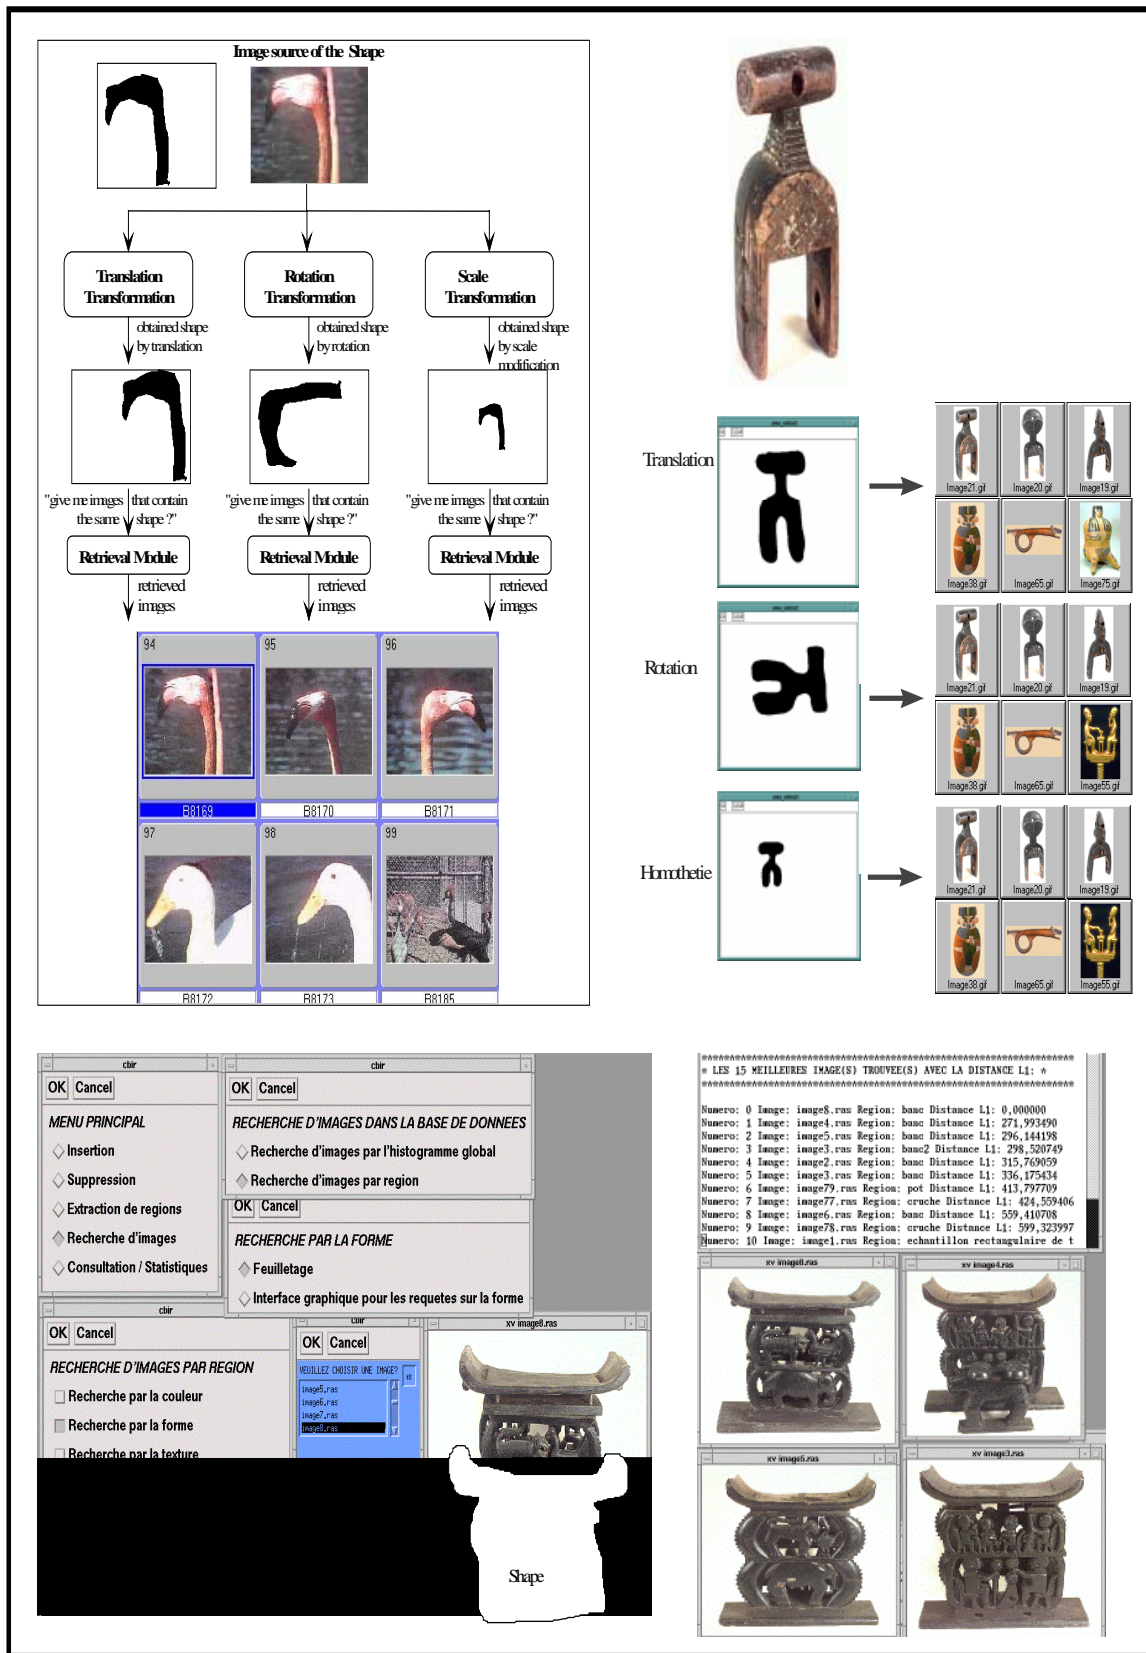 Image source of the Shape
Translation
Transformation
Rotation
Transformation
Scale
Transformation
obtained shape
by translation
obtained shape
by rotation
obtained shape
by scale
modification
"give me images that contain
the same shape ?"
"give me images that contain
the same shape ?"
"give me images that contain
the same shape ?"
Retrieval Module
Retrieval Module
Retrieval Module
retrieved
images
retrieved
images
retrieved
images
94
95
96
B8169
B8170
B8171
97
98
99
B8172
B8173
B8185
Translation
Image21.gif
Image20.gif
Image19.gif
Image38.gif
Image65.gif
Image75.gif
Rotation
Image21.gif
Image20.gif
Image19.gif
Image38.gif
Image65.gif
Image55.gif
Homothetie
Image21.gif
Image20.gif
Image19.gif
Image38.gif
Image65.gif
Image55.gif
cbir
OK Cancel
MENU PRINCIPAL
Insertion
Suppression
Extraction de regions
Recherche d'images
Consultation / Statistiques
cbir
OK Cancel
RECHERCHE D'IMAGES DANS LA BASE DE DONNEES
Recherche d'images par l'histogramme global
Recherche d'images par region
OK Cancel
RECHERCHE PAR LA FORME
Feuilletage
Interface graphique pour les requetes sur la forme
cbir
OK Cancel
RECHERCHE D'IMAGES PAR REGION
Recherche par la couleur
Recherche par la forme
Recherche par la texture
cbir
OK Cancel
VEUILLEZ CHOISIR UNE IMAGE?
image5.ras
image6.ras
image7.ras
image8.ras
xv image8.ras
Shape
* LES 15 MEILLEURES IMAGE(S) TROUVEE(S) AVEC LA DISTANCE L1: *
Numero: 0 Image: image8.ras Region: banc Distance L1: 0,000000
Numero: 1 Image: image4.ras Region: banc Distance L1: 271,993490
Numero: 2 Image: image5.ras Region: banc Distance L1: 296,144198
Numero: 3 Image: image3.ras Region: banc2 Distance L1: 298,520749
Numero: 4 Image: image2.ras Region: banc Distance L1: 315,769059
Numero: 5 Image: image3.ras Region: banc Distance L1: 336,175434
Numero: 6 Image: image79.ras Region: pot Distance L1: 413,797709
Numero: 7 Image: image77.ras Region: cruche Distance L1: 424,559406
Numero: 8 Image: image6.ras Region: banc Distance L1: 559,410708
Numero: 9 Image: image78.ras Region: cruche Distance L1: 599,323997
Numero: 10 Image: image1.ras Region: echantillon rectangulaire de t
xv image8.ras
xv image4.ras
xv image5.ras
xv image3.ras